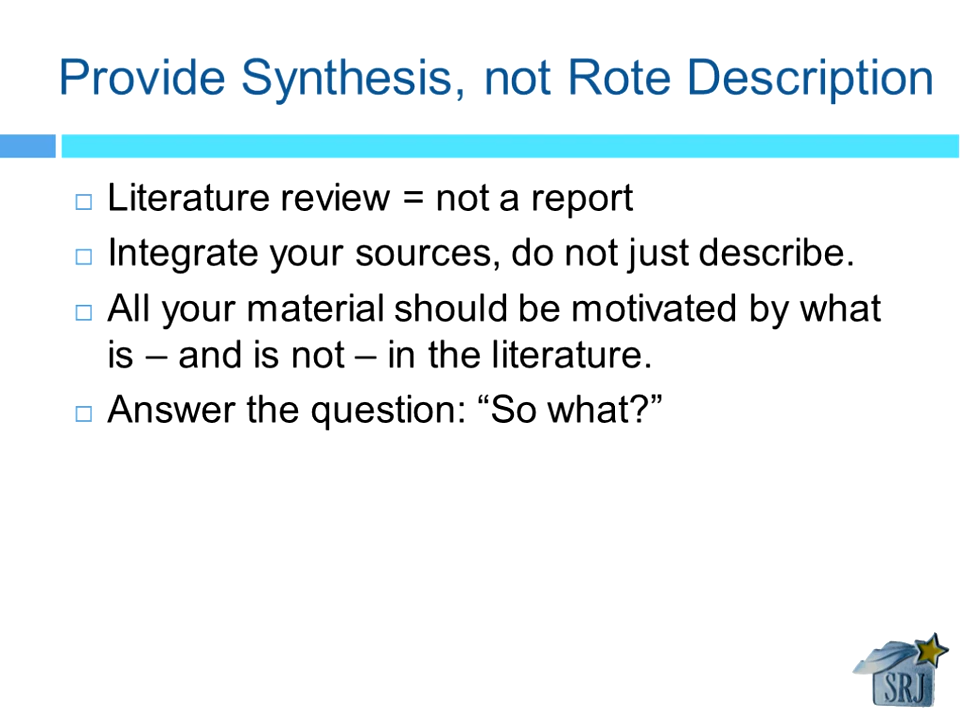 Provide Synthesis, not Rote Description
Literature review = not a report
Integrate your sources, do not just describe.
All your material should be motivated by what
is – and is not – in the literature.
Answer the question: “So what?”
SRJ